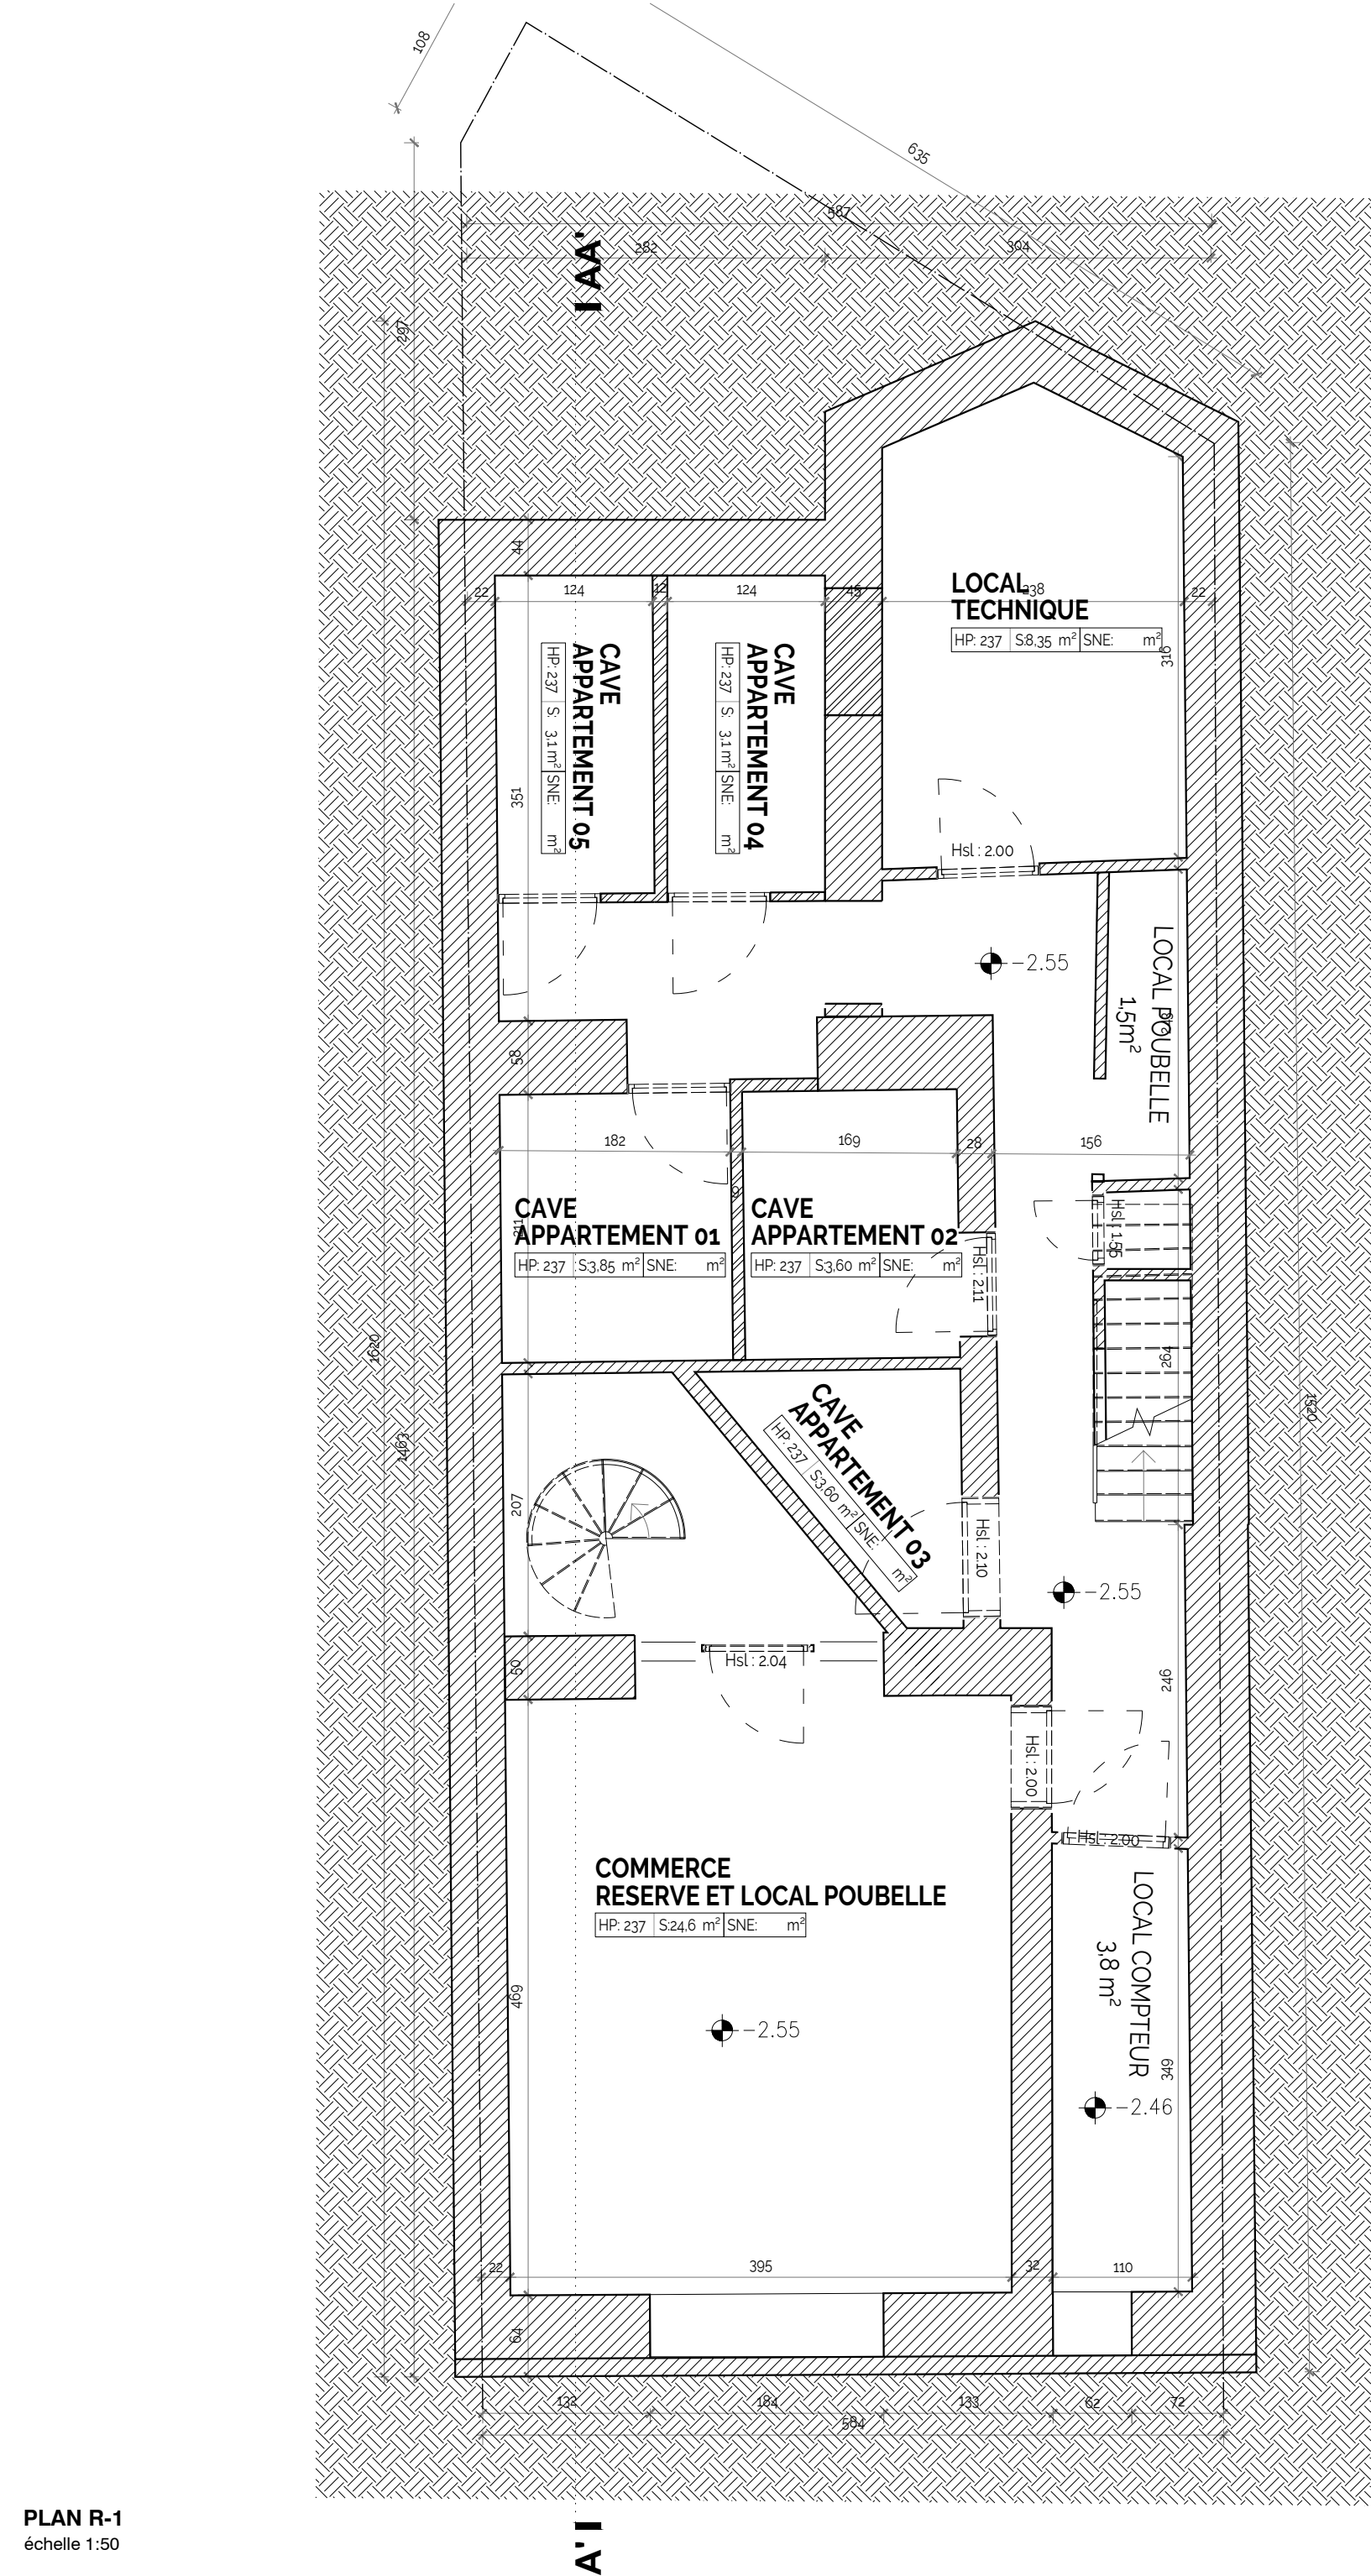 108
635
587
282
304
AA'
297
44
22
124
12
124
45
238
22
LOCAL
TECHNIQUE
HP: 237 S:8,35 m² SNE: m²
316
CAVE
APPARTEMENT 05
HP: 237 S: 3,1 m² SNE: m²
CAVE
APPARTEMENT 04
HP: 237 S: 3,1 m² SNE: m²
351
Hsl : 2.00
-2.55
LOCAL POUBELLE
1,5m²
58
182
169
28
156
9
CAVE
APPARTEMENT 01
HP: 237 S:3,85 m² SNE: m²
211
CAVE
APPARTEMENT 02
HP: 237 S:3,60 m² SNE: m²
Hsl : 2.11
Hsl : 1.55
264
1620
1463
1520
CAVE
APPARTEMENT 03
HP: 237 S:3,60 m² SNE: m²
207
Hsl : 2.10
-2.55
50
Hsl : 2.04
246
Hsl : 2.00
Hsl : 2.00
COMMERCE
RESERVE ET LOCAL POUBELLE
HP: 237 S:24,6 m² SNE: m²
LOCAL COMPTEUR
3,8 m²
469
-2.55
349
-2.46
22
395
32
110
64
132
184
133
62
72
584
PLAN R-1
échelle 1:50
A'